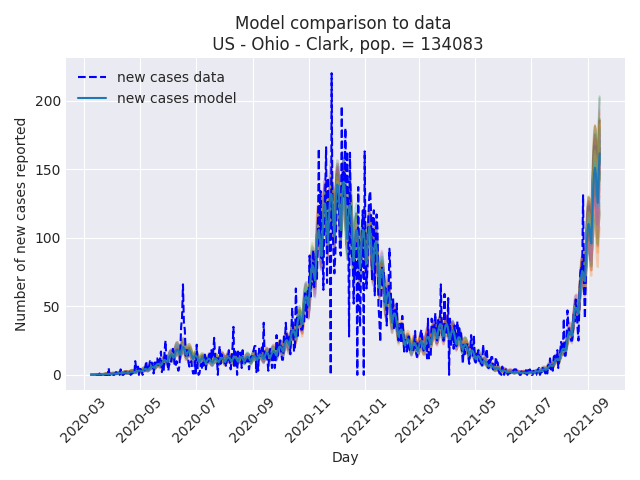 Model comparison to data
US - Ohio - Clark, pop. = 134083
new cases data
new cases model
Number of new cases reported
200
150
100
50
0
2020-03
2020-05
2020-07
2020-09
2020-11
2021-01
2021-03
2021-05
2021-07
2021-09
Day